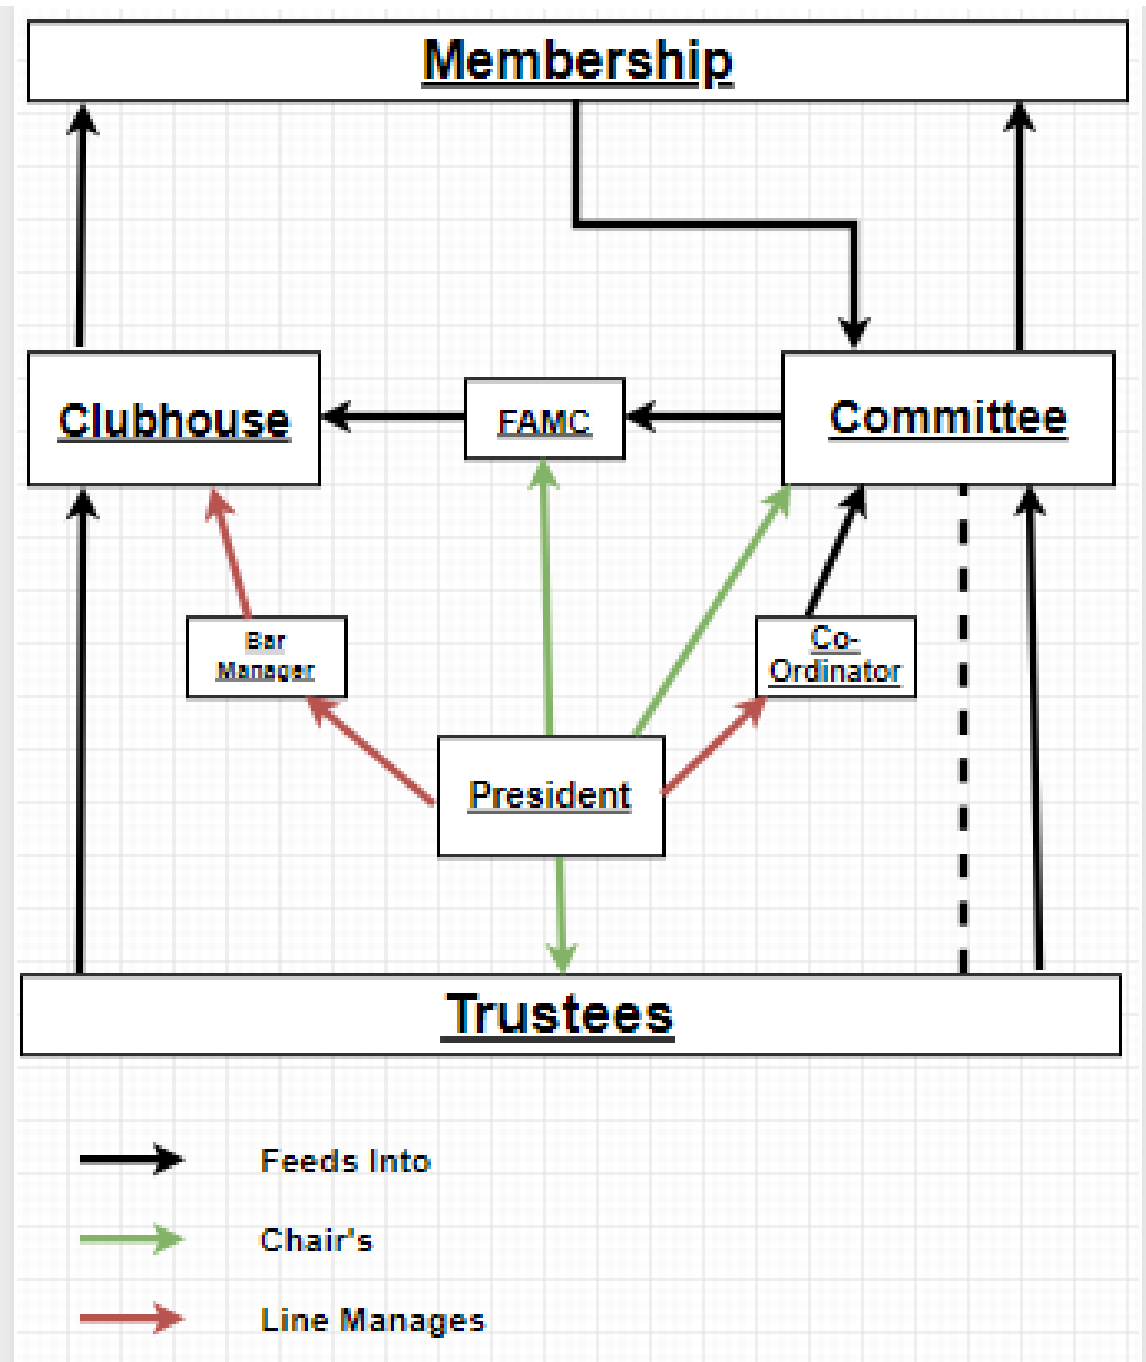 Membership
Clubhouse
FAMC
Committee
Bar
Manager
Co-
Ordinator
President
Trustees
Feeds Into
Chair's
Line Manages